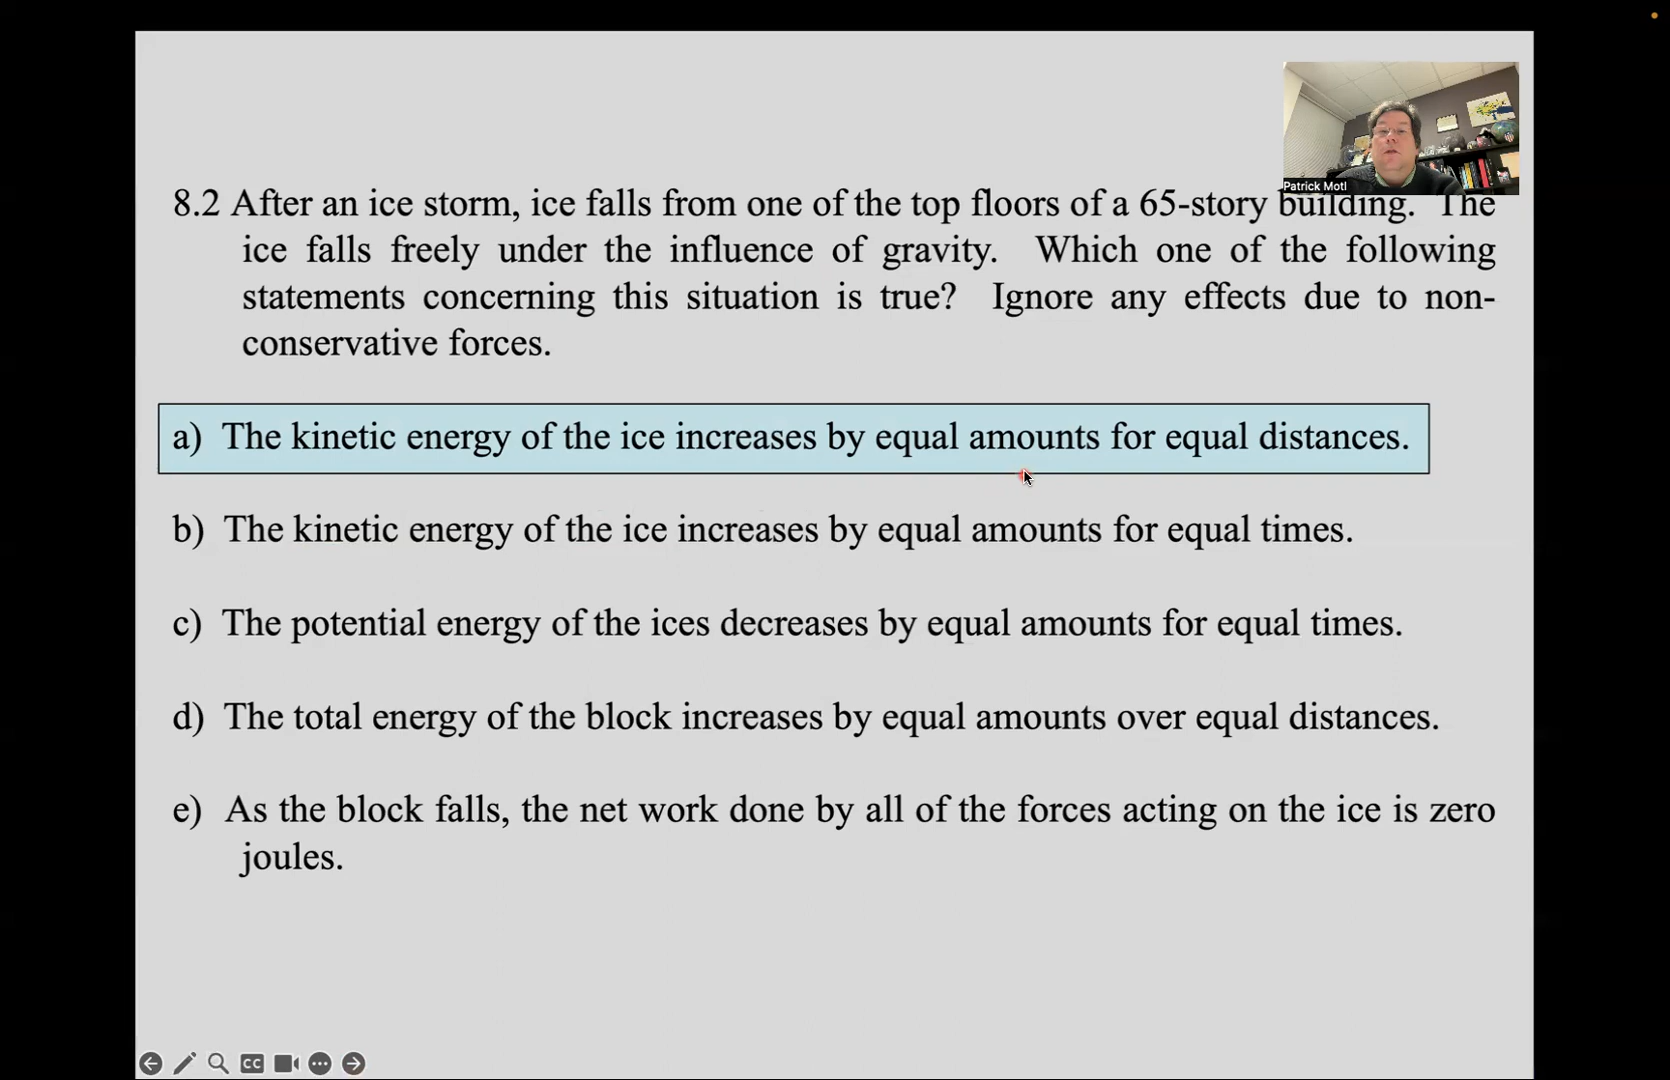 Patrick Motl
8.2 After an ice storm, ice falls from one of the top floors of a 65-story building. The
ice falls freely under the influence of gravity. Which one of the following
statements concerning this situation is true? Ignore any effects due to non-
conservative forces.
a) The kinetic energy of the ice increases by equal amounts for equal distances.
b) The kinetic energy of the ice increases by equal amounts for equal times.
c) The potential energy of the ices decreases by equal amounts for equal times.
d) The total energy of the block increases by equal amounts over equal distances.
e) As the block falls, the net work done by all of the forces acting on the ice is zero
joules.
CC